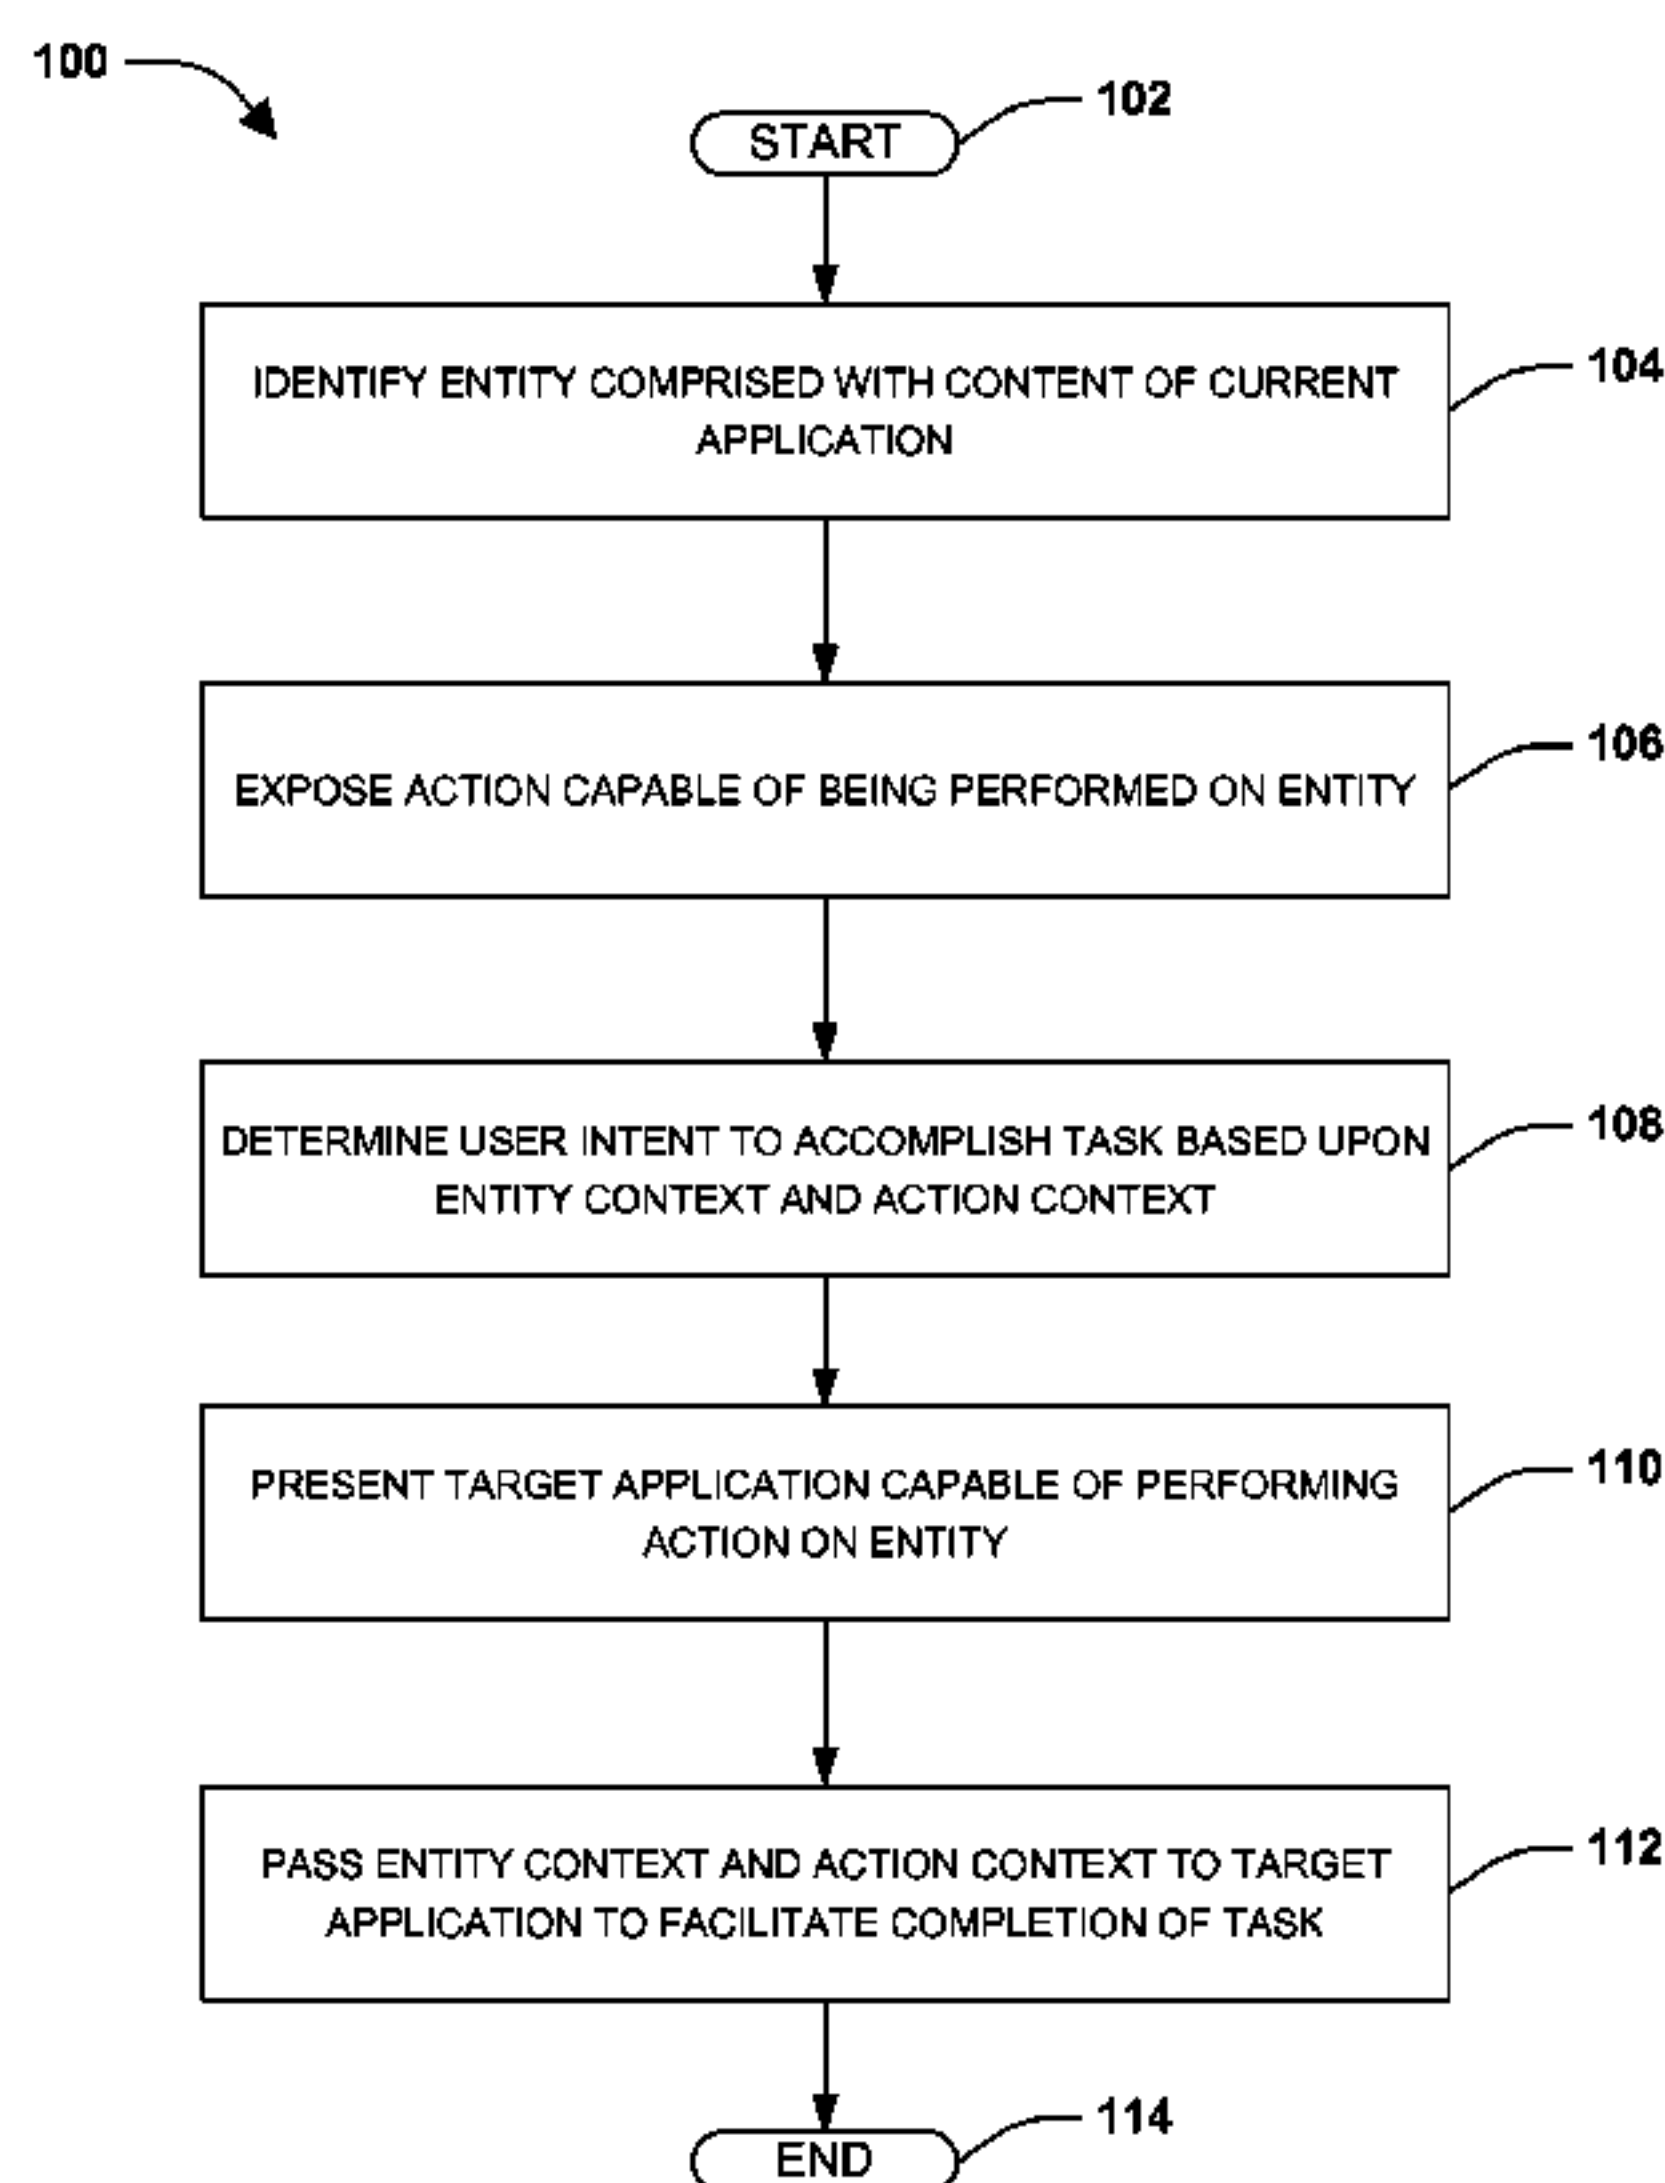 100
START
102
IDENTIFY ENTITY COMPRISED WITH CONTENT OF CURRENT
APPLICATION
104
EXPOSE ACTION CAPABLE OF BEING PERFORMED ON ENTITY
106
DETERMINE USER INTENT TO ACCOMPLISH TASK BASED UPON
ENTITY CONTEXT AND ACTION CONTEXT
108
PRESENT TARGET APPLICATION CAPABLE OF PERFORMING
ACTION ON ENTITY
110
PASS ENTITY CONTEXT AND ACTION CONTEXT TO TARGET
APPLICATION TO FACILITATE COMPLETION OF TASK
112
END
114